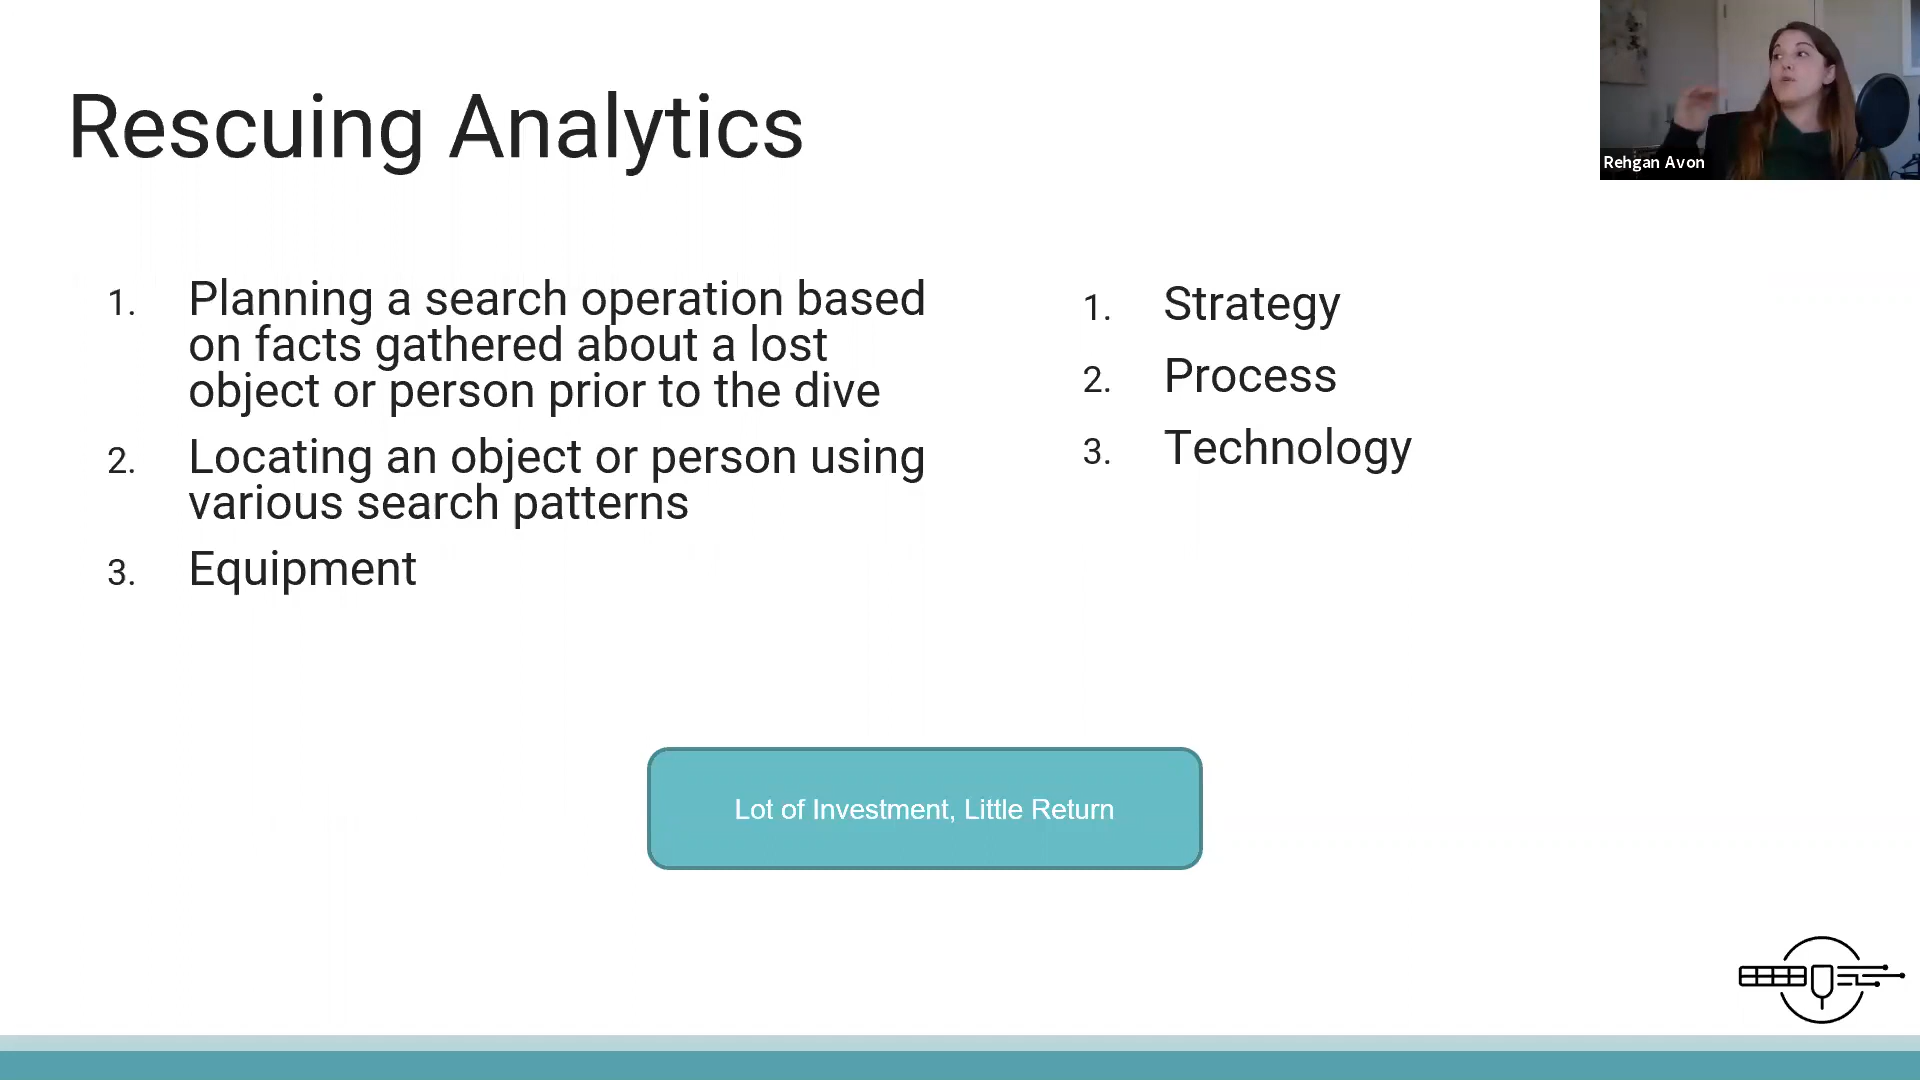 Rescuing Analytics
Rehgan Avon
1. Planning a search operation based
on facts gathered about a lost
object or person prior to the dive
2. Locating an object or person using
various search patterns
3. Equipment
1. Strategy
2. Process
3. Technology
Lot of Investment, Little Return